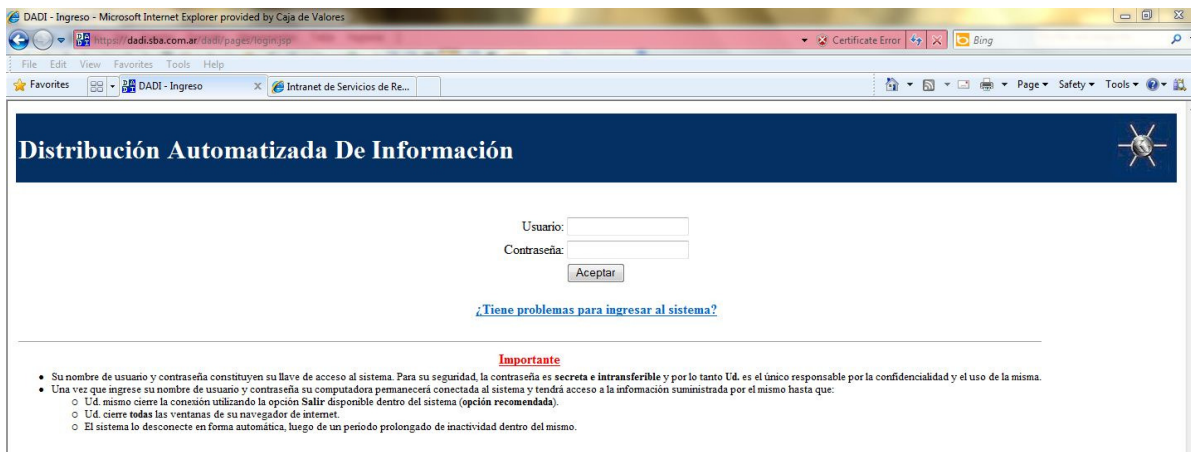 DADI - Ingreso - Microsoft Internet Explorer provided by Caja de Valores
https://dadi.sba.com.ar/dadi/pages/login.jsp Certificate Error Bing
File Edit View Favorites Tools Help
Favorites DADI - Ingreso Intranet de Servicios de Re... Page Safety Tools
Distribución Automatizada De Información
Usuario:
Contraseña:
Aceptar
¿Tiene problemas para ingresar al sistema?
Importante
• Su nombre de usuario y contraseña constituyen su llave de acceso al sistema. Para su seguridad, la contraseña es secreta e intransferible y por lo tanto Ud. es el único responsable por la confidencialidad y el uso de la misma.
• Una vez que ingrese su nombre de usuario y contraseña su computadora permanecerá conectada al sistema y tendrá acceso a la información suministrada por el mismo hasta que:
○ Ud. mismo cierre la conexión utilizando la opción Salir disponible dentro del sistema (opción recomendada).
○ Ud. cierre todas las ventanas de su navegador de internet.
○ El sistema lo desconecte en forma automática, luego de un periodo prolongado de inactividad dentro del mismo.